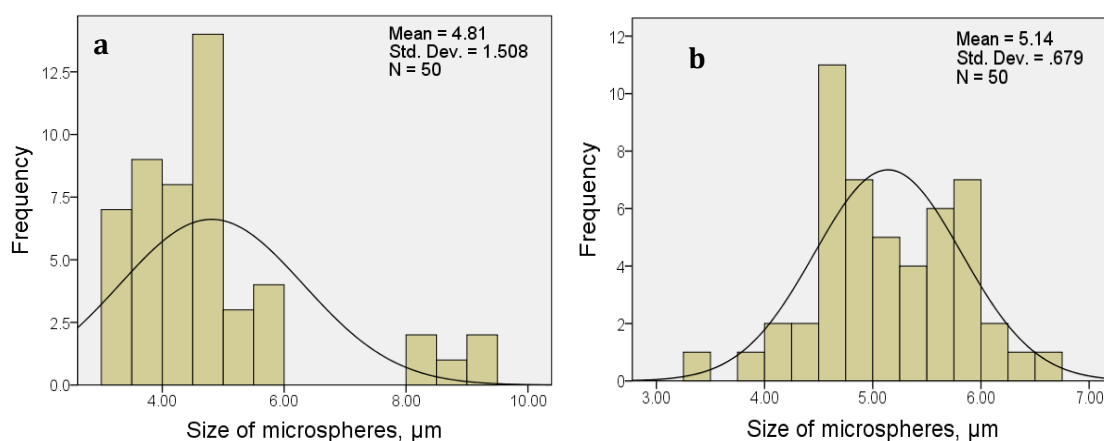 a
Mean = 4.81
Std. Dev. = 1.508
N = 50
Frequency
12.5
10.0
7.5
5.0
2.5
0.0
4.00 6.00 8.00 10.00
Size of microspheres, µm
b
Mean = 5.14
Std. Dev. = .679
N = 50
Frequency
12
10
8
6
4
2
0
3.00 4.00 5.00 6.00 7.00
Size of microspheres, µm